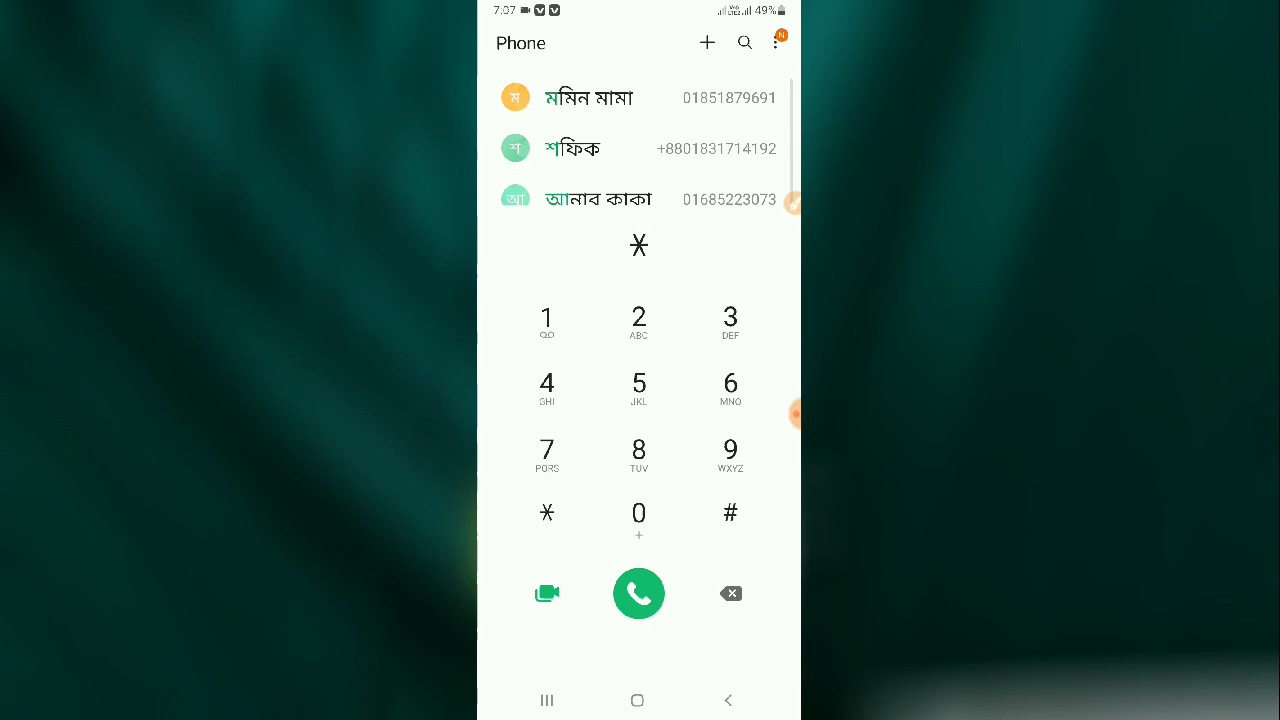 7:07 49%
Phone
N
ম মমিন মামা 01851879691
শ শফিক +8801831714192
আ আনাব কাকা 01685223073
*
1 2 3
ABC DEF
4 5 6
GHI JKL MNO
7 8 9
PQRS TUV WXYZ
* 0 #
+